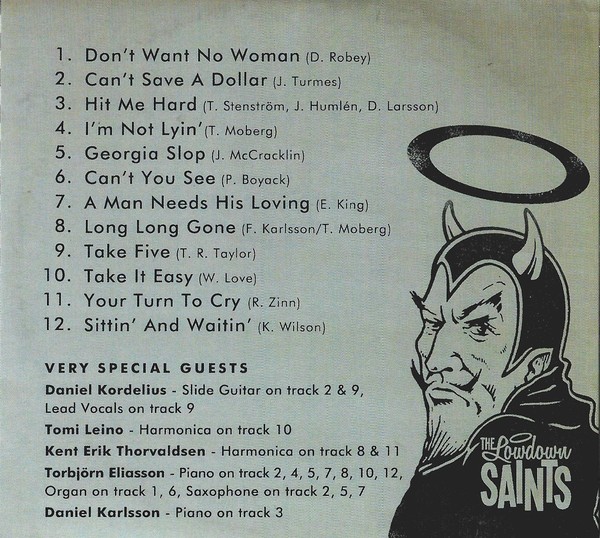 1. Don't Want No Woman (D. Robey)
2. Can't Save A Dollar (J. Turmes)
3. Hit Me Hard (T. Stenström, J. Humlén, D. Larsson)
4. I'm Not Lyin' (T. Moberg)
5. Georgia Slop (J. McCracklin)
6. Can't You See (P. Boyack)
7. A Man Needs His Loving (E. King)
8. Long Long Gone (F. Karlsson/T. Moberg)
9. Take Five (T. R. Taylor)
10. Take It Easy (W. Love)
11. Your Turn To Cry (R. Zinn)
12. Sittin' And Waitin' (K. Wilson)
VERY SPECIAL GUESTS
Daniel Kordelius - Slide Guitar on track 2 & 9,
Lead Vocals on track 9
Tomi Leino - Harmonica on track 10
Kent Erik Thorvaldsen - Harmonica on track 8 & 11
Torbjörn Eliasson - Piano on track 2, 4, 5, 7, 8, 10, 12,
Organ on track 1, 6, Saxophone on track 2, 5, 7
Daniel Karlsson - Piano on track 3
THE Lowdown
SAINTS